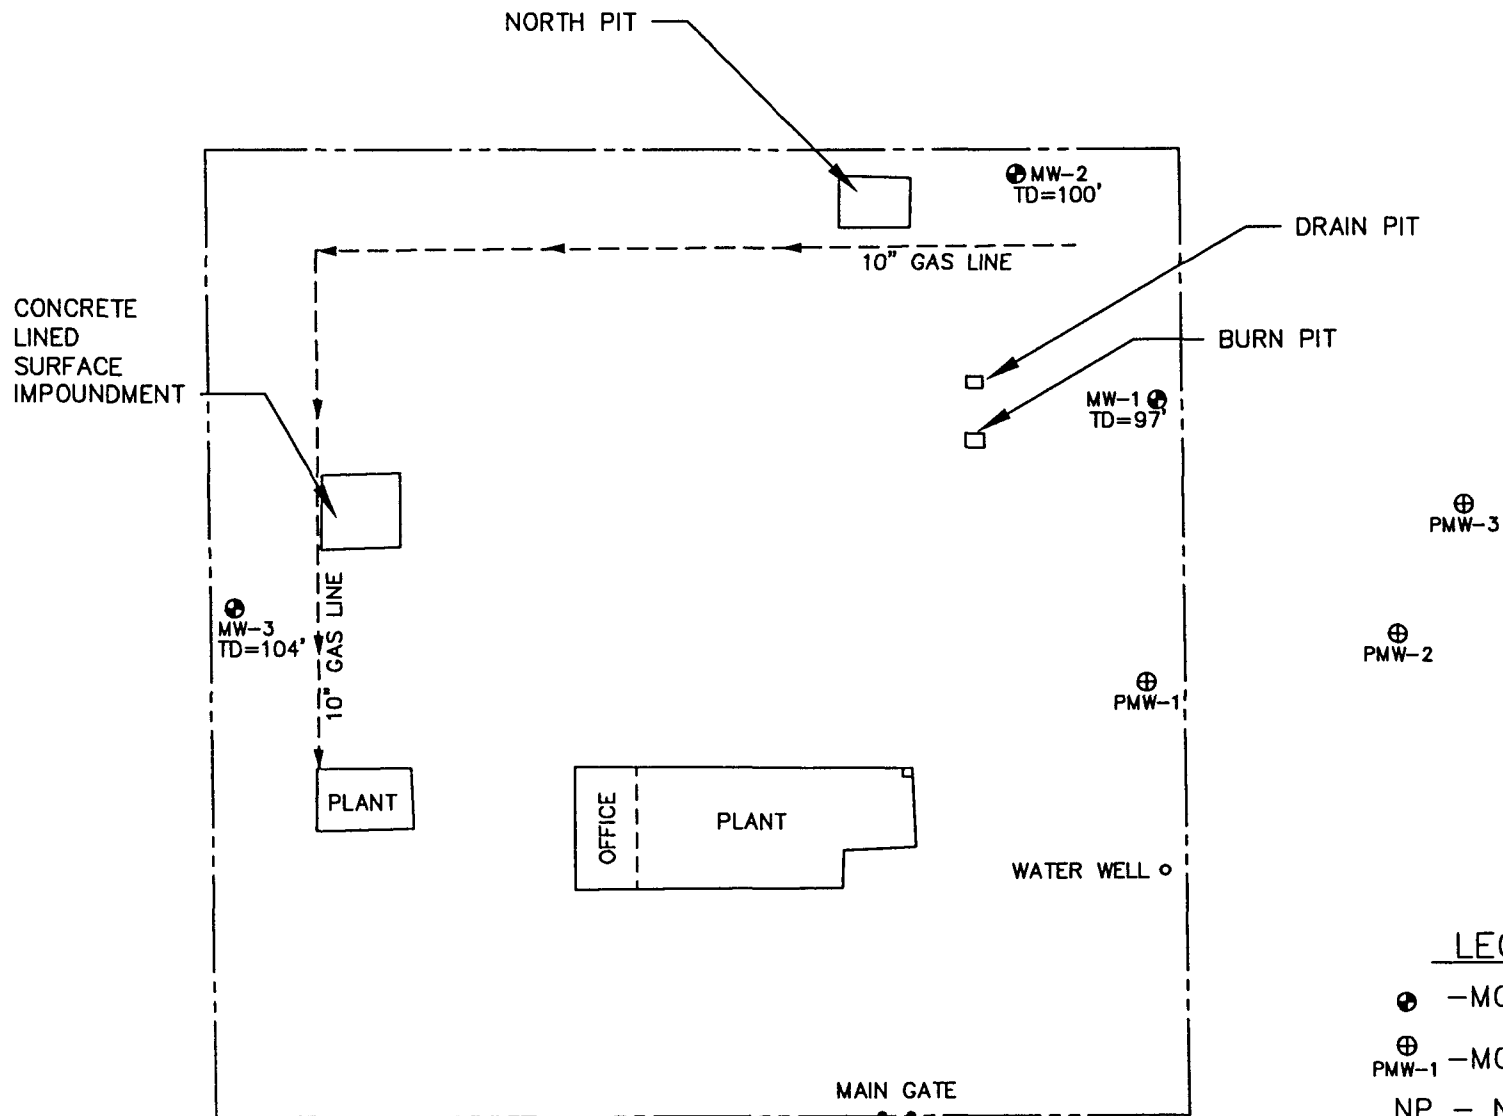 NORTH PIT
MW-2
TD=100'
DRAIN PIT
10" GAS LINE
CONCRETE
LINED
SURFACE
IMPOUNDMENT
BURN PIT
MW-1
TD=97'
PMW-3
10" GAS LINE
MW-3
TD=104'
PMW-2
PMW-1
PLANT
OFFICE
PLANT
WATER WELL
MAIN GATE
PMW-1
NP –